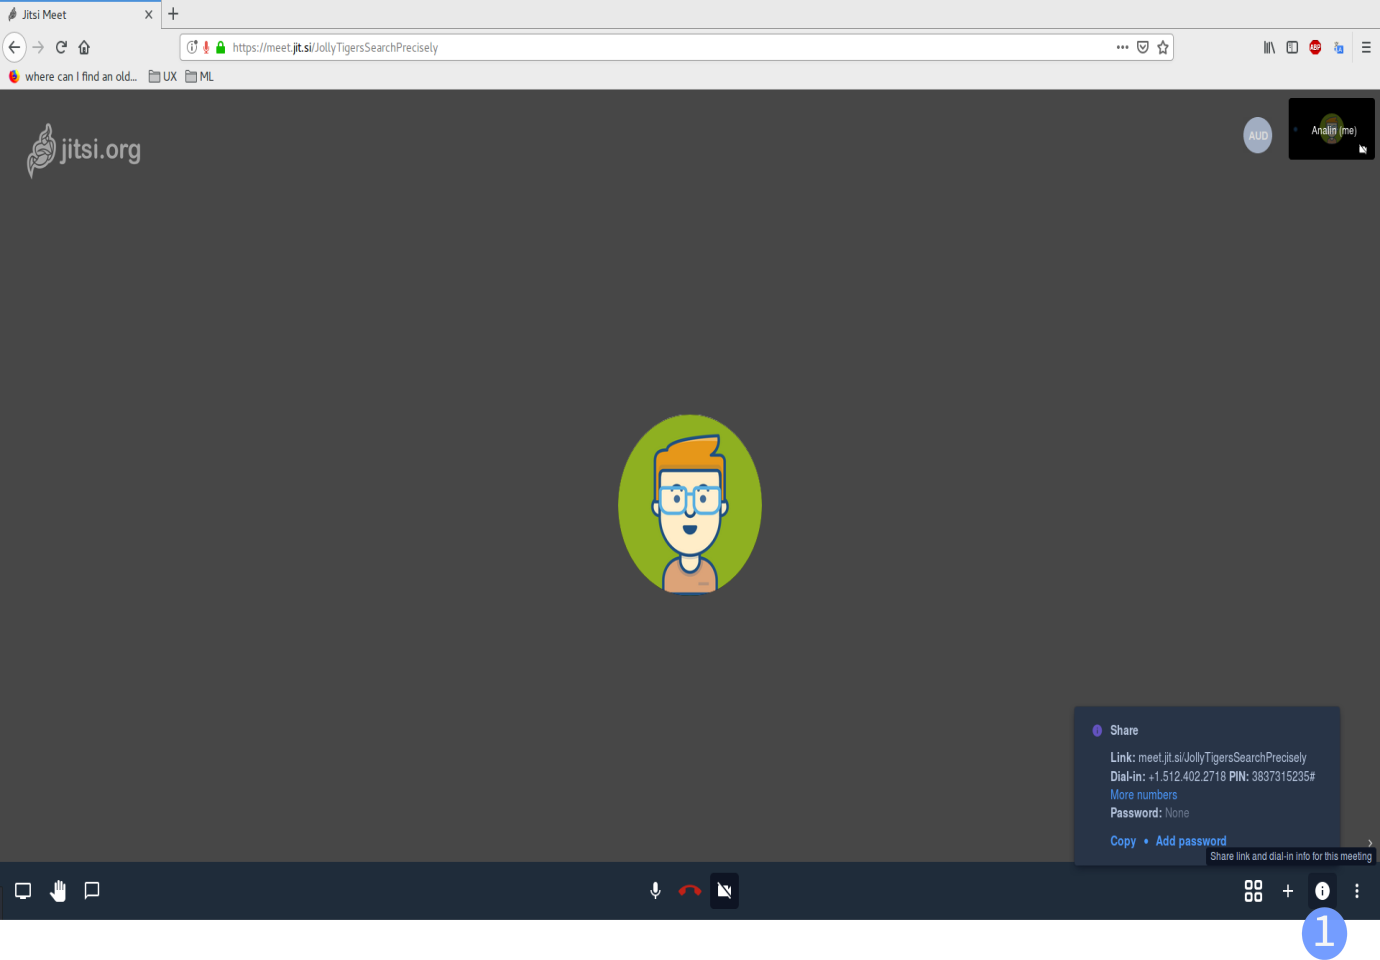 Jitsi Meet
https://meet.jit.si/JollyTigersSearchPrecisely
ABP
where can I find an old...
UX
ML
jitsi.org
AUD
Analin (me)
Share
Link: meet.jit.si/JollyTigersSearchPrecisely
Dial-in: +1.512.402.2718 PIN: 3837315235#
More numbers
Password: None
Copy • Add password
Share link and dial-in info for this meeting
1